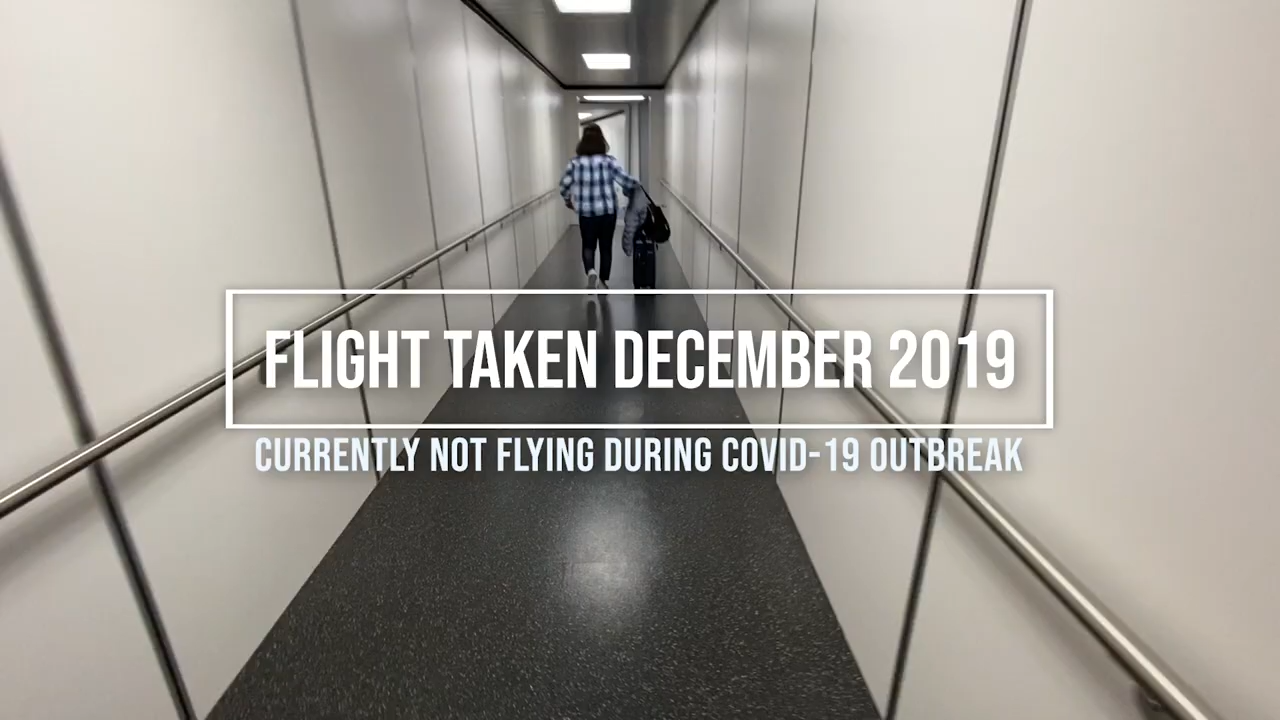 FLIGHT TAKEN DECEMBER 2019
CURRENTLY NOT FLYING DURING COVID-19 OUTBREAK